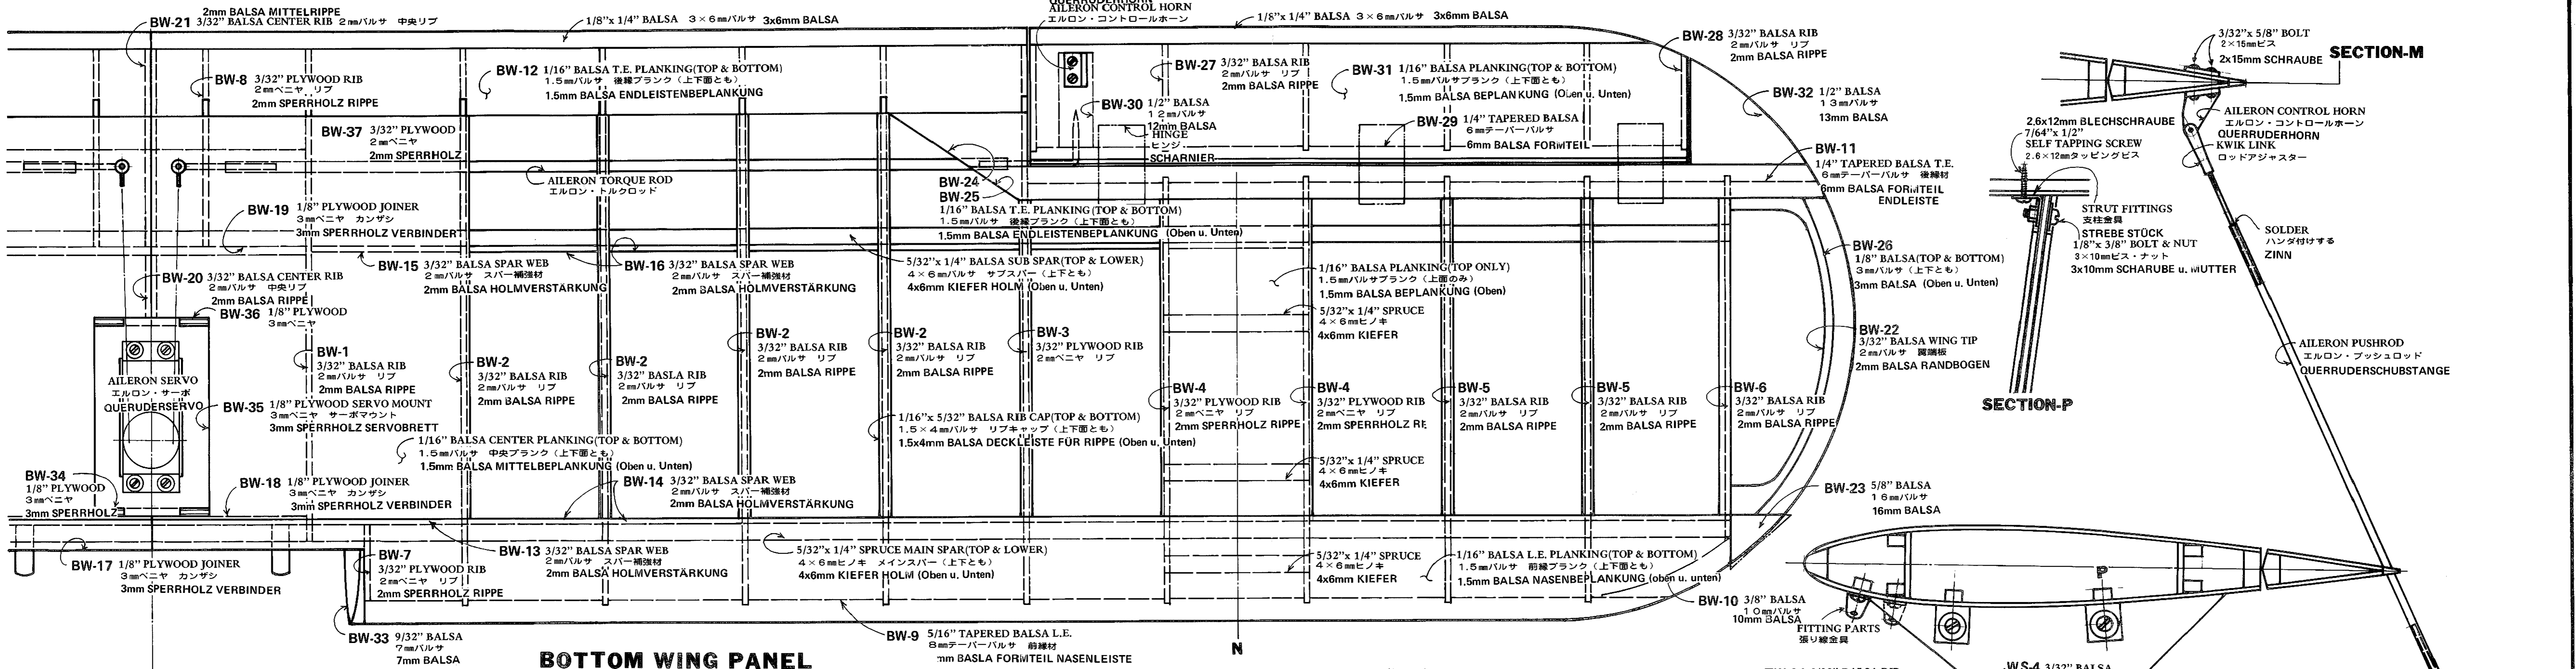 2mm BALSA MITTELRIPPE
BW-21 3/32” BALSA CENTER RIB 2㎜バルサ 中央リブ
1/8”x 1/4” BALSA 3×6㎜バルサ 3x6mm BALSA
AILERON CONTROL HORN
エルロン・コントロールホーン
1/8”x 1/4” BALSA 3×6㎜バルサ 3x6mm BALSA
BW-28 3/32” BALSA RIB
2㎜バルサ リブ
2mm BALSA RIPPE
3/32”x 5/8” BOLT
2×15㎜ビス
2x15mm SCHRAUBE
SECTION-M
BW-8 3/32” PLYWOOD RIB
2㎜ベニヤ リブ
2mm SPERRHOLZ RIPPE
BW-12 1/16” BALSA T.E. PLANKING(TOP & BOTTOM)
1.5㎜バルサ 後縁プランク(上下面とも)
1.5mm BALSA ENDLEISTENBEPLANKUNG
BW-27 3/32” BALSA RIB
2㎜バルサ リブ
2mm BALSA RIPPE
BW-31 1/16” BALSA PLANKING(TOP & BOTTOM)
1.5㎜バルサプランク(上下面とも)
1.5mm BALSA BEPLANKUNG (Oben u. Unten)
BW-32 1/2” BALSA
13㎜バルサ
13mm BALSA
BW-30 1/2” BALSA
12㎜バルサ
12mm BALSA
HINGE
ヒンジ
SCHARNIER
BW-29 1/4” TAPERED BALSA
6㎜テーパーバルサ
6mm BALSA FORMTEIL
BW-37 3/32” PLYWOOD
2㎜ベニヤ
2mm SPERRHOLZ
AILERON TORQUE ROD
エルロン・トルクロッド
BW-11
1/4” TAPERED BALSA T.E.
6㎜テーパーバルサ 後縁材
6mm BALSA FORMTEIL
ENDLEISTE
2.6x12mm BLECHSCHRAUBE
7/64”x 1/2”
SELF TAPPING SCREW
2.6×12㎜タッピングビス
AILERON CONTROL HORN
エルロン・コントロールホーン
QUERRUDERHORN
KWIK LINK
ロッドアジャスター
BW-24
BW-25
1/16” BALSA T.E. PLANKING(TOP & BOTTOM)
1.5㎜バルサ 後縁プランク(上下面とも)
1.5mm BALSA ENDLEISTENBEPLANKUNG (Oben u. Unten)
BW-19 1/8” PLYWOOD JOINER
3㎜ベニヤ カンザシ
3mm SPERRHOLZ VERBINDER
STRUT FITTINGS
支柱金具
STREBE STÜCK
1/8”x 3/8” BOLT & NUT
3×10㎜ビス・ナット
3x10mm SCHARUBE u. MUTTER
SOLDER
ハンダ付けする
ZINN
BW-15 3/32” BALSA SPAR WEB
2㎜バルサ スパー補強材
2mm BALSA HOLMVERSTÄRKUNG
BW-16 3/32” BALSA SPAR WEB
2㎜バルサ スパー補強材
2mm BALSA HOLMVERSTÄRKUNG
5/32”x 1/4” BALSA SUB SPAR(TOP & LOWER)
4×6㎜バルサ サブスパー(上下とも)
4x6mm KIEFER HOLM (Oben u. Unten)
1/16” BALSA PLANKING(TOP ONLY)
1.5㎜バルサプランク(上面のみ)
1.5mm BALSA BEPLANKUNG (Oben)
BW-26
1/8” BALSA(TOP & BOTTOM)
3㎜バルサ(上下とも)
3mm BALSA (Oben u. Unten)
BW-20 3/32” BALSA CENTER RIB
2㎜バルサ 中央リブ
2mm BALSA RIPPE
BW-36 1/8” PLYWOOD
3㎜ベニヤ
5/32”x 1/4” SPRUCE
4×6㎜ヒノキ
4x6mm KIEFER
BW-1
3/32” BALSA RIB
2㎜バルサ リブ
2mm BALSA RIPPE
BW-2
3/32” BALSA RIB
2㎜バルサ リブ
2mm BALSA RIPPE
BW-2
3/32” BASLA RIB
2㎜バルサ リブ
2mm BALSA RIPPE
BW-2
3/32” BALSA RIB
2㎜バルサ リブ
2mm BALSA RIPPE
BW-2
3/32” BALSA RIB
2㎜バルサ リブ
2mm BALSA RIPPE
BW-3
3/32” PLYWOOD RIB
2㎜ベニヤ リブ
BW-22
3/32” BALSA WING TIP
2㎜バルサ 翼端板
2mm BALSA RANDBOGEN
AILERON PUSHROD
エルロン・プッシュロッド
QUERRUDERSCHUBSTANGE
AILERON SERVO
エルロン・サーボ
QUERUDERSERVO
BW-35 1/8” PLYWOOD SERVO MOUNT
3㎜ベニヤ サーボマウント
3mm SPERRHOLZ SERVOBRETT
BW-4
3/32” PLYWOOD RIB
2㎜ベニヤ リブ
2mm SPERRHOLZ RIPPE
BW-4
3/32” PLYWOOD RIB
2㎜ベニヤ リブ
2mm SPERHOLZ RI
BW-5
3/32” BALSA RIB
2㎜バルサ リブ
2mm BALSA RIPPE
BW-5
3/32” BALSA RIB
2㎜バルサ リブ
2mm BALSA RIPPE
BW-6
3/32” BALSA RIB
2㎜バルサ リブ
2mm BALSA RIPPE
SECTION-P
1/16”x 5/32” BALSA RIB CAP(TOP & BOTTOM)
1.5×4㎜バルサ リブキャップ(上下面とも)
1.5x4mm BALSA DECKLEISTE FÜR RIPPE (Oben u. Unten)
1/16” BALSA CENTER PLANKING(TOP & BOTTOM)
1.5㎜バルサ 中央プランク(上下面とも)
1.5mm BALSA MITTELBEPLANKUNG (Oben u. Unten)
5/32”x 1/4” SPRUCE
4×6㎜ヒノキ
4x6mm KIEFER
BW-34
1/8” PLYWOOD
3㎜ベニヤ
3mm SPERRHOLZ
BW-18 1/8” PLYWOOD JOINER
3㎜ベニヤ カンザシ
3mm SPERRHOLZ VERBINDER
BW-14 3/32” BALSA SPAR WEB
2㎜バルサ スパー補強材
2mm BALSA HOLMVERSTÄRKUNG
BW-23 5/8” BALSA
16㎜バルサ
16mm BALSA
BW-17 1/8” PLYWOOD JOINER
3㎜ベニヤ カンザシ
3mm SPERRHOLZ VERBINDER
BW-7
3/32” PLYWOOD RIB
2㎜ベニヤ リブ
2mm SPERRHOLZ RIPPE
BW-13 3/32” BALSA SPAR WEB
2㎜バルサ スパー補強材
2mm BALSA HOLMVERSTÄRKUNG
5/32”x 1/4” SPRUCE MAIN SPAR(TOP & LOWER)
4×6㎜ヒノキ メインスパー(上下とも)
4x6mm KIEFER HOLM (Oben u. Unten)
5/32”x 1/4” SPRUCE
4×6㎜ヒノキ
4x6mm KIEFER
1/16” BALSA L.E. PLANKING(TOP & BOTTOM)
1.5㎜バルサ 前縁プランク(上下面とも)
1.5mm BALSA NASENBEPLANKUNG (oben u. Unten)
P
BW-10 3/8” BALSA
10㎜バルサ
10mm BALSA
FITTING PARTS
張り線金具
BW-33 9/32” BALSA
7㎜バルサ
7mm BALSA
BW-9 5/16” TAPERED BALSA L.E.
8㎜テーパーバルサ 前縁材
mm BASLA FORMTEIL NASENLEISTE
N
BOTTOM WING PANEL
WS-4 3/32” BALSA